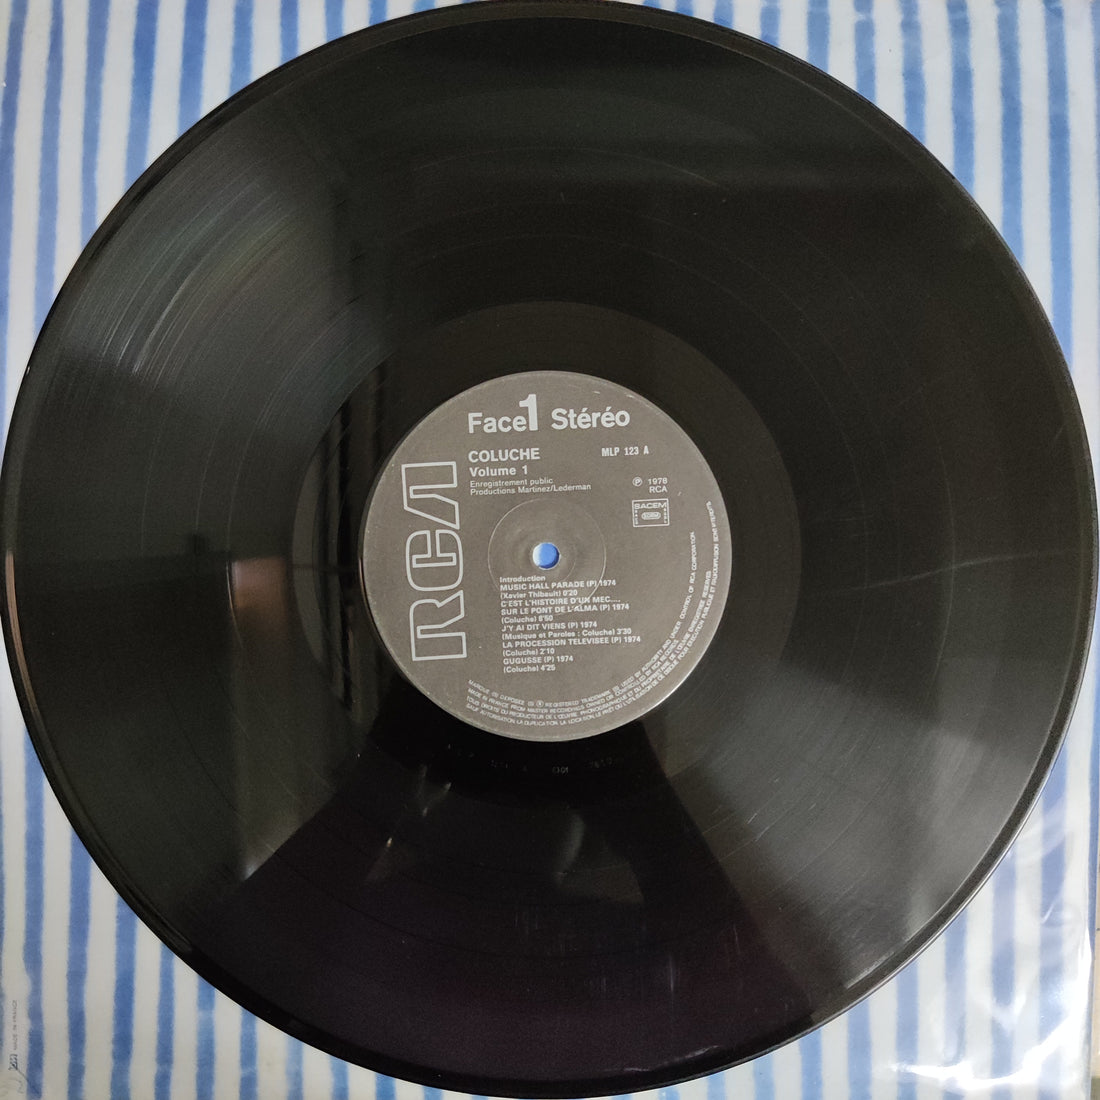 Face 1 Stéréo
COLUCHE
MLP 123 A
Volume 1
Enregistrement public
Productions Martinez/Lederman
℗ 1978
RCA
SACEM
RCA
Introduction
MUSIC HALL PARADE (P) 1974
(Xavier Thibault) 0'20
C'EST L'HISTOIRE D'UX MEC....
SUR LE PONT DE L'ALMA (P) 1974
(Coluche) 8'50
J'Y AI DIT VIENS (P) 1974
(Musique et Paroles : Coluche) 3'30
LA PROCESSION TELEVISEE (P) 1974
(Coluche) 2'10
GUGUSSE (P) 1974
(Coluche) 4'25
MADE IN FRANCE